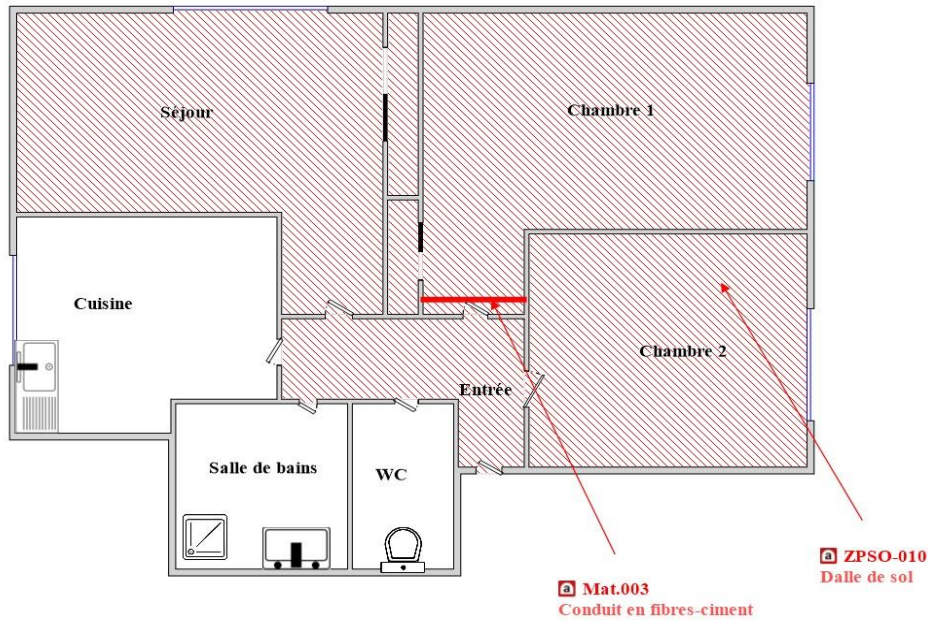 Séjour
Chambre 1
Cuisine
Chambre 2
Entrée
Salle de bains
WC
a ZPSO-010
Dalle de sol
a Mat.003
Conduit en fibres-ciment